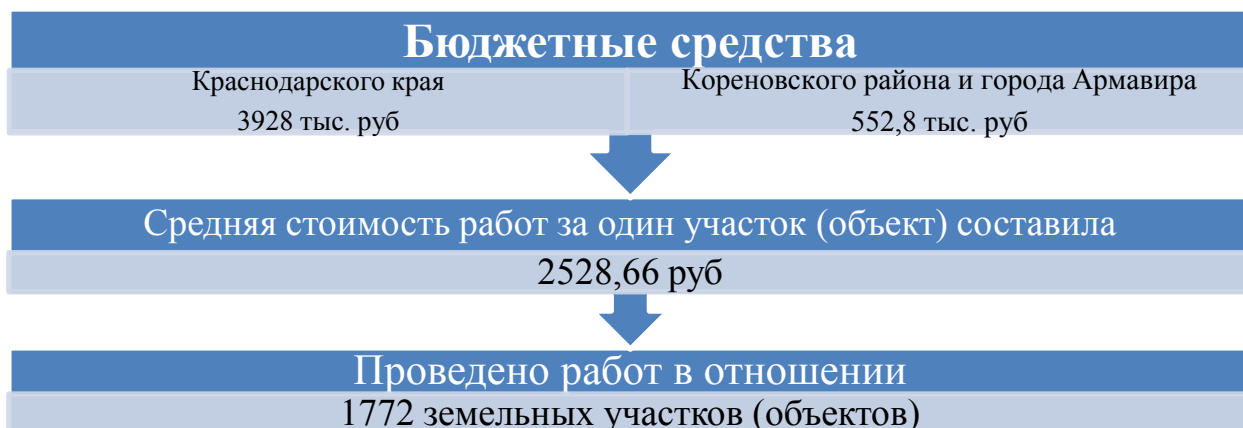 Бюджетные средства
Краснодарского края
3928 тыс. руб
Кореновского района и города Армавира
552,8 тыс. руб
Средняя стоимость работ за один участок (объект) составила
2528,66 руб
Проведено работ в отношении
1772 земельных участков (объектов)